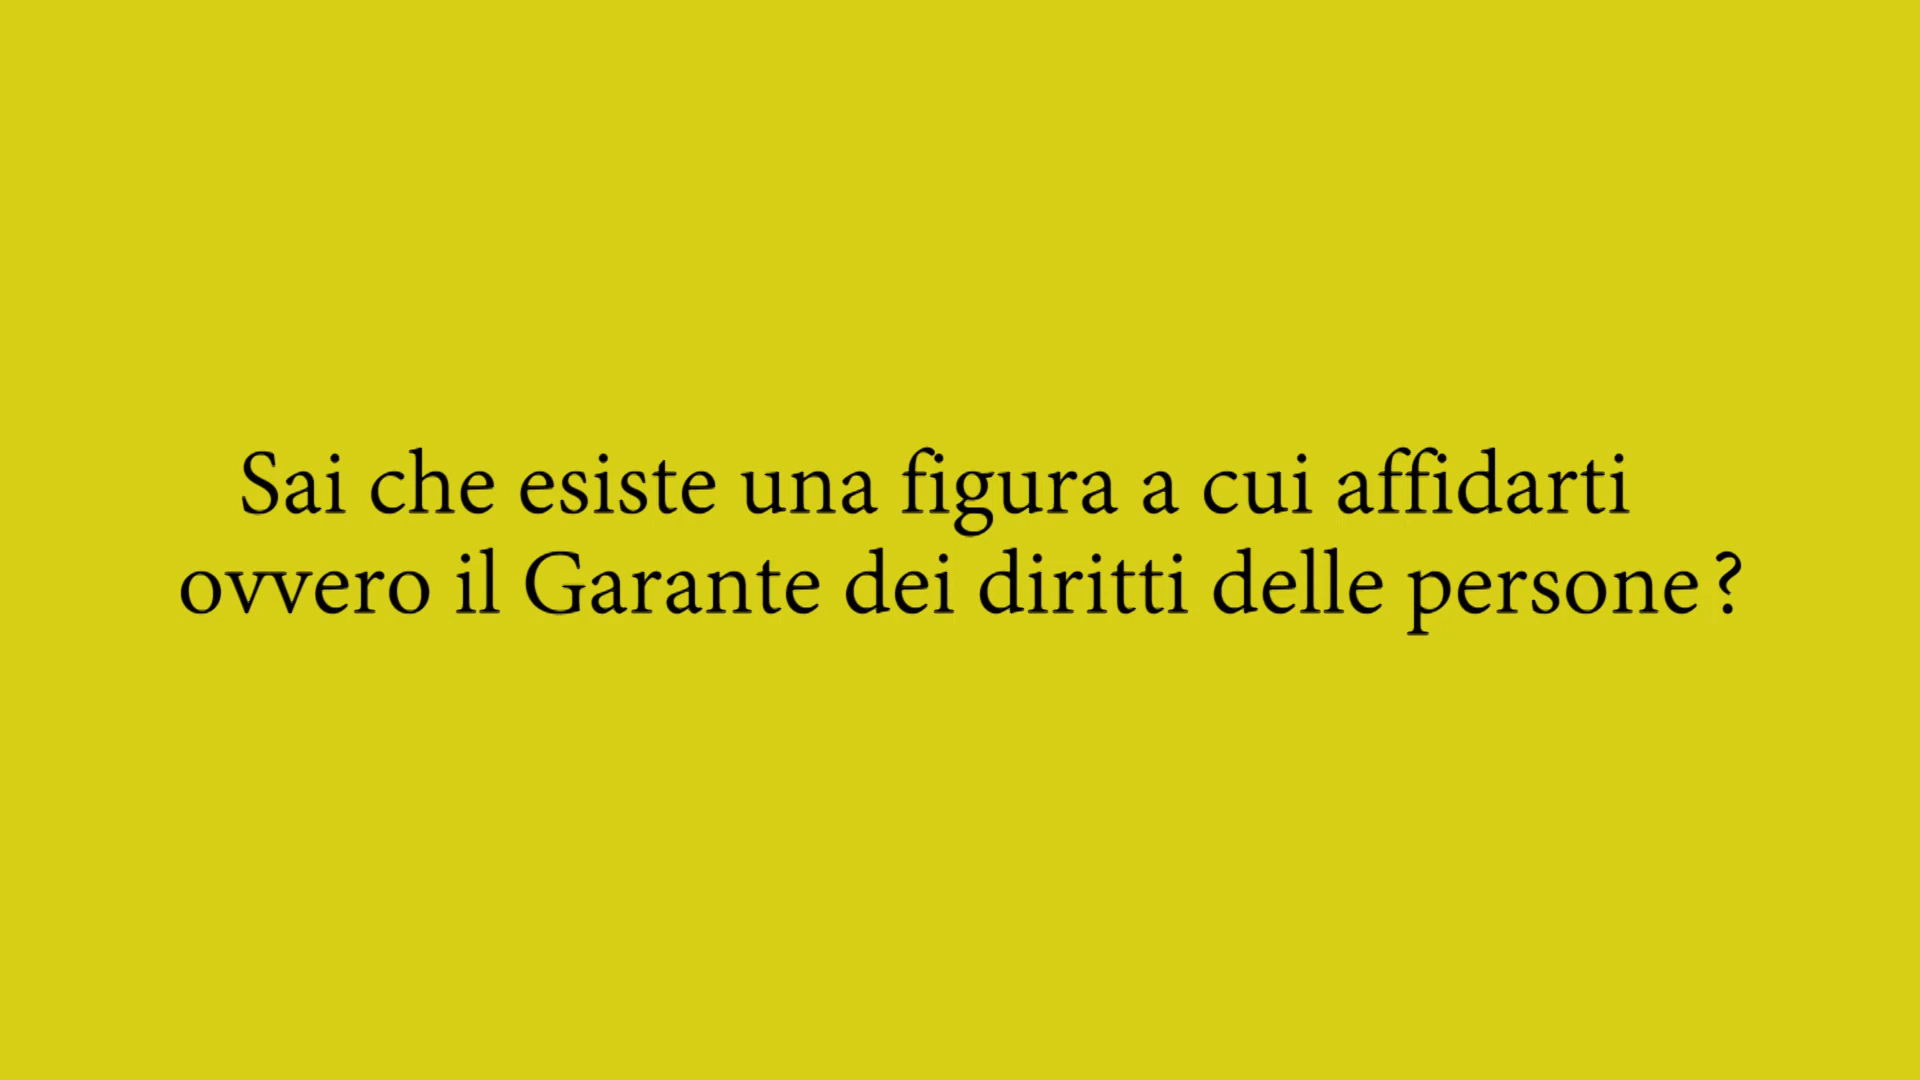 Sai che esiste una figura a cui affidarti
ovvero il Garante dei diritti delle persone ?